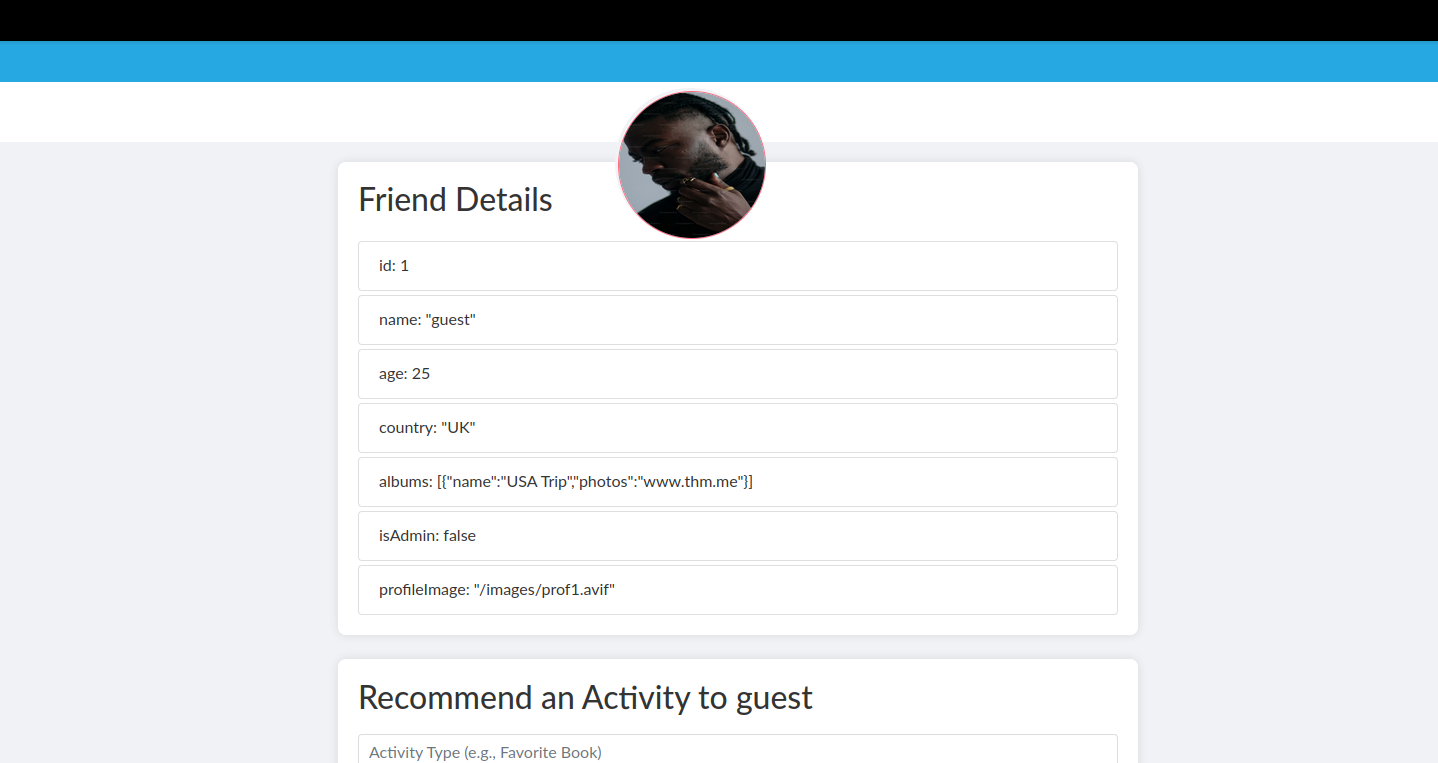 Friend Details
id: 1
name: "guest"
age: 25
country: "UK"
albums: [{"name":"USA Trip","photos":"www.thm.me"}]
isAdmin: false
profileImage: "/images/prof1.avif"
Recommend an Activity to guest
Activity Type (e.g., Favorite Book)